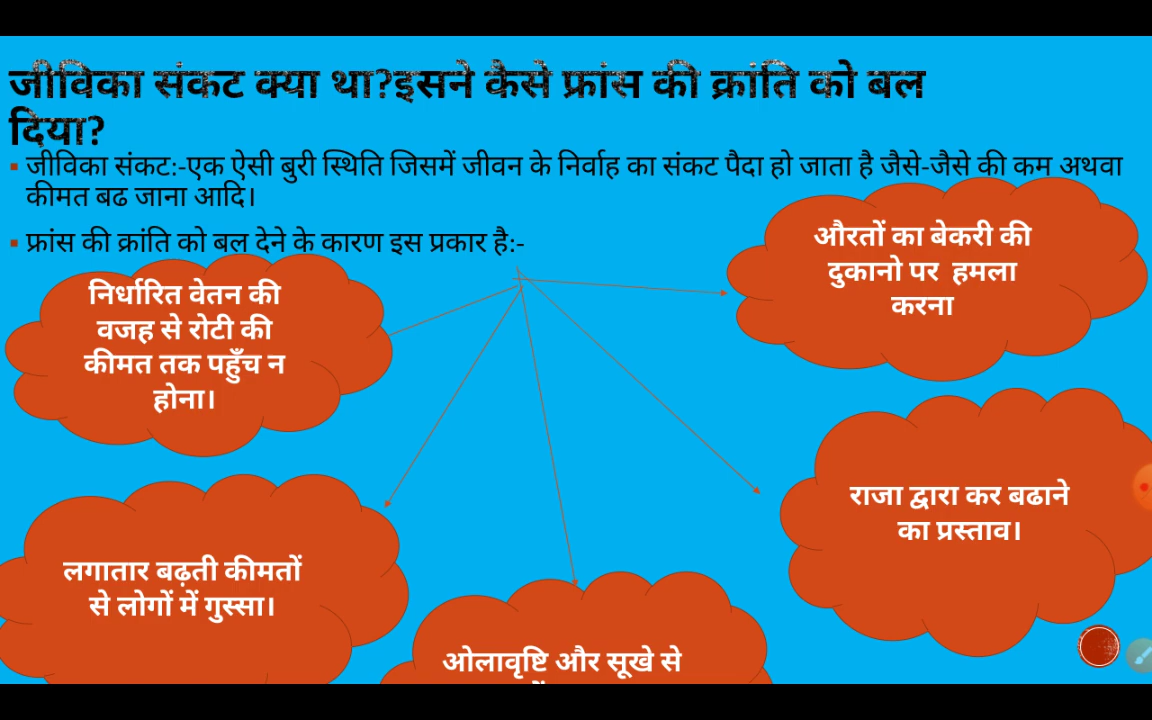 जीविका संकट क्या था?इसने कैसे फ्रांस की क्रांति को बल
दिया?
▪ जीविका संकट:-एक ऐसी बुरी स्थिति जिसमें जीवन के निर्वाह का संकट पैदा हो जाता है जैसे-जैसे की कम अथवा
कीमत बढ जाना आदि।
▪ फ्रांस की क्रांति को बल देने के कारण इस प्रकार है:-
औरतों का बेकरी की
दुकानो पर हमला
करना
निर्धारित वेतन की
वजह से रोटी की
कीमत तक पहुँच न
होना।
राजा द्वारा कर बढाने
का प्रस्ताव।
लगातार बढ़ती कीमतों
से लोगों में गुस्सा।
ओलावृष्टि और सूखे से